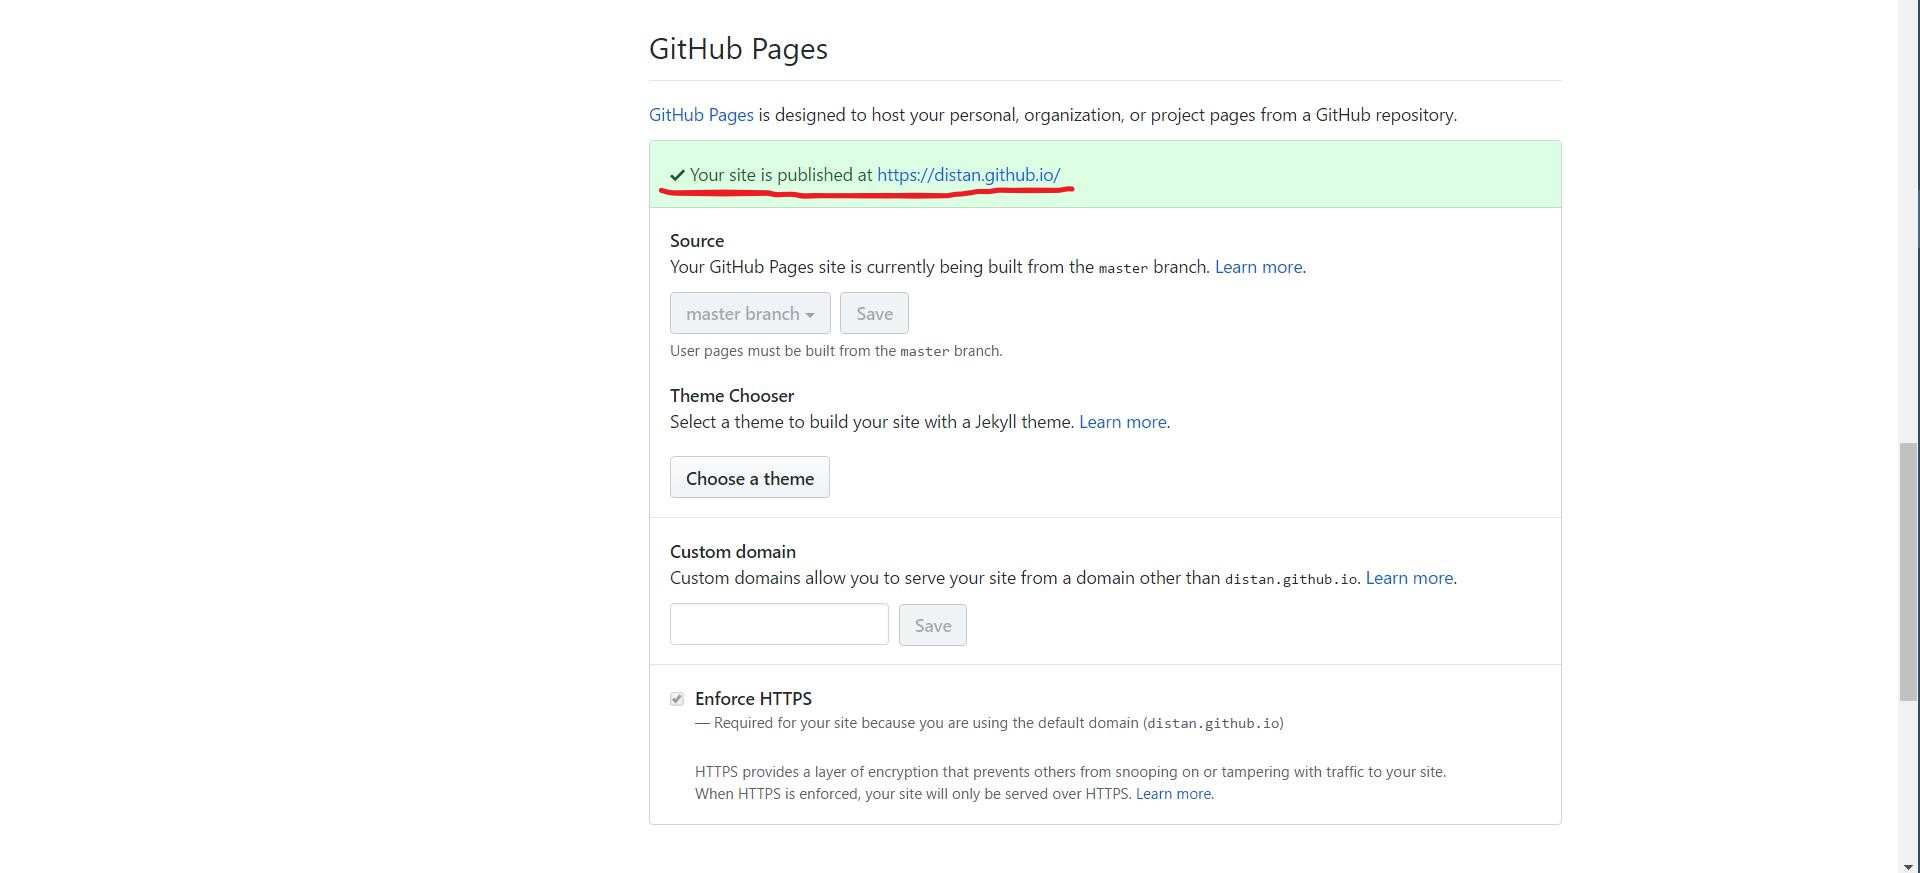 GitHub Pages
GitHub Pages is designed to host your personal, organization, or project pages from a GitHub repository.
Your site is published at https://distan.github.io/
Source
Your GitHub Pages site is currently being built from the master branch. Learn more.
master branch Save
User pages must be built from the master branch.
Theme Chooser
Select a theme to build your site with a Jekyll theme. Learn more.
Choose a theme
Custom domain
Custom domains allow you to serve your site from a domain other than distan.github.io. Learn more.
Save
Enforce HTTPS
— Required for your site because you are using the default domain (distan.github.io)
HTTPS provides a layer of encryption that prevents others from snooping on or tampering with traffic to your site.
When HTTPS is enforced, your site will only be served over HTTPS. Learn more.